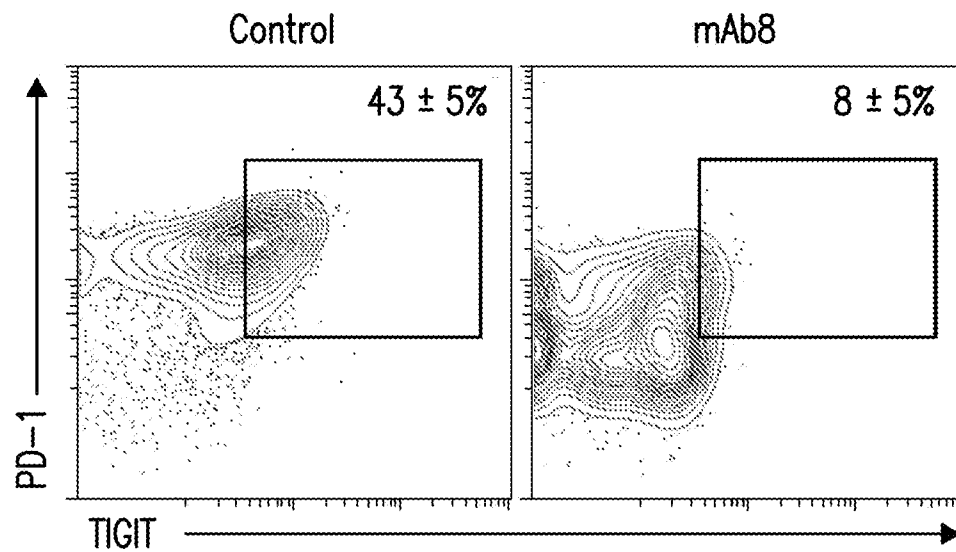 Control
mAb8
43 ± 5%
8 ± 5%
PD-1
TIGIT